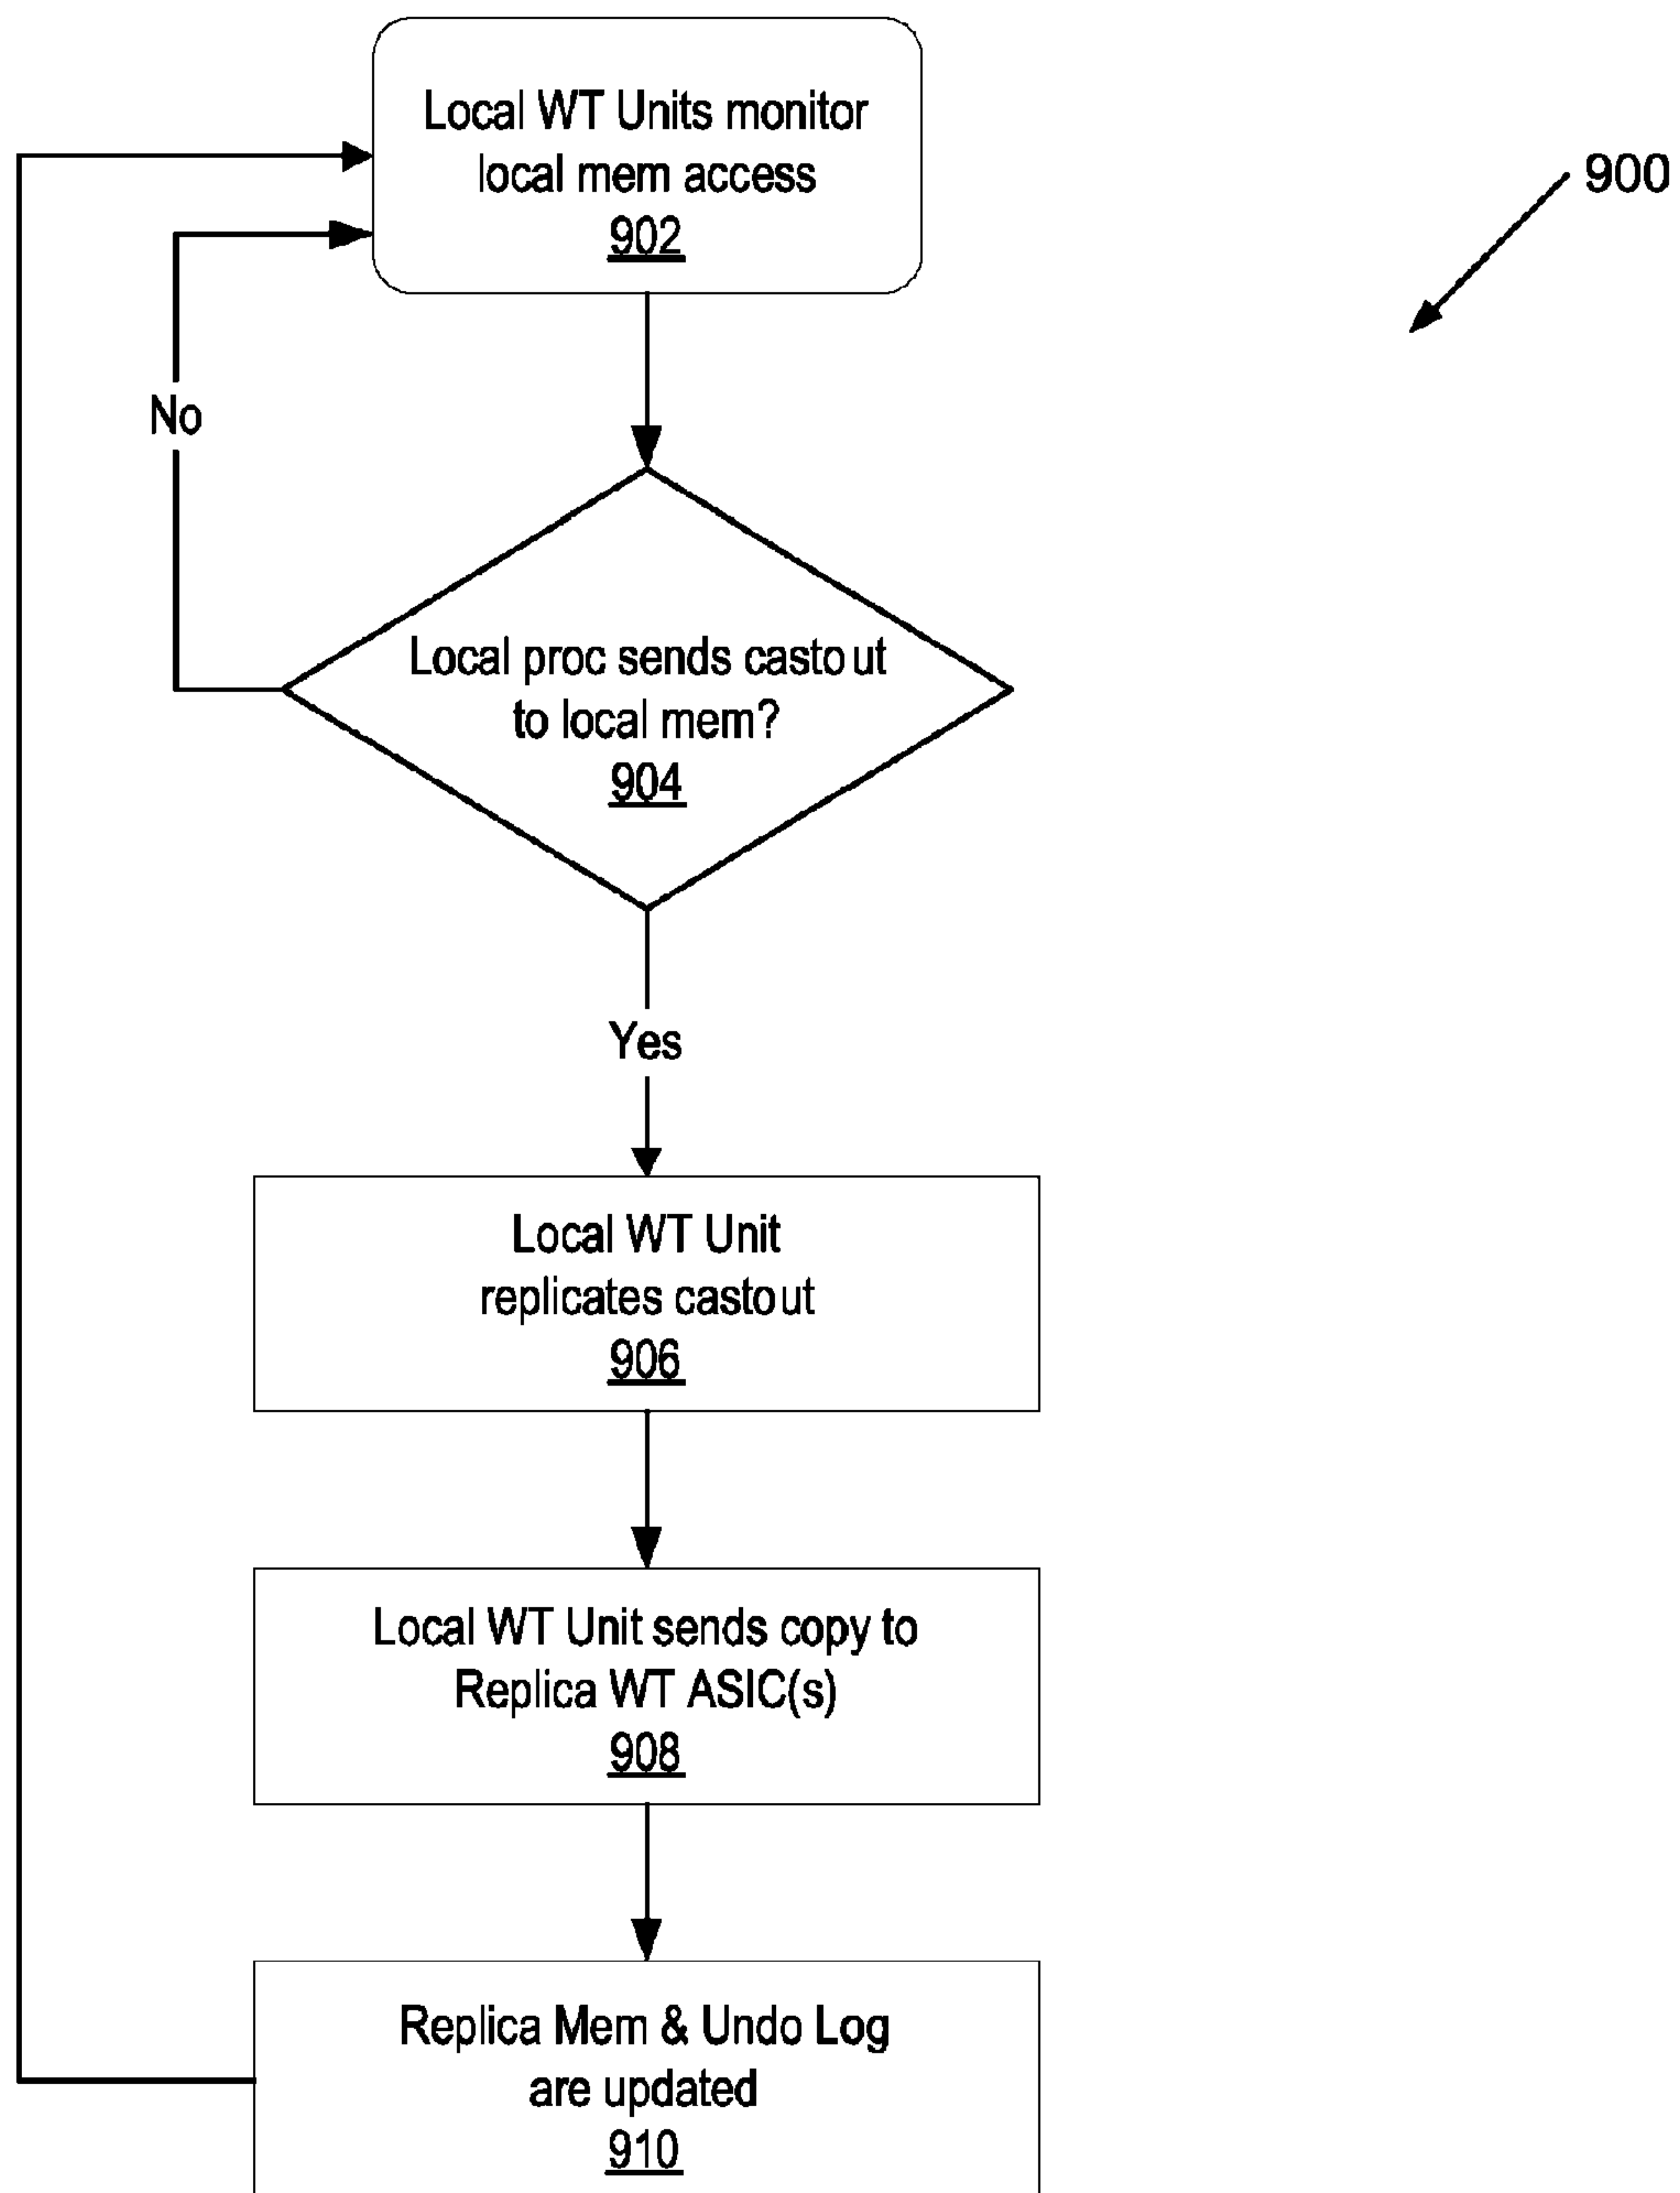 Local WT Units monitor
local mem access
902
900
No
Local proc sends castout
to local mem?
904
Yes
Local WT Unit
replicates castout
906
Local WT Unit sends copy to
Replica WT ASIC(s)
908
Replica Mem & Undo Log
are updated
910